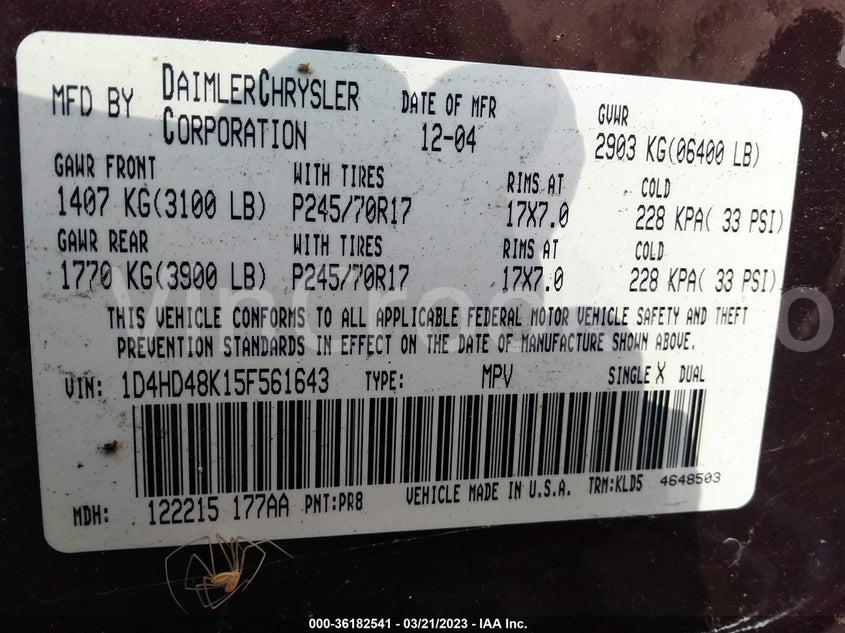 MFD BY DAIMLERCHRYSLER CORPORATION DATE OF MFR 12-04 GVWR 2903 KG(06400 LB)
GAWR FRONT WITH TIRES RIMS AT COLD
1407 KG(3100 LB) P245/70R17 17X7.0 228 KPA( 33 PSI)
GAWR REAR WITH TIRES RIMS AT COLD
1770 KG(3900 LB) P245/70R17 17X7.0 228 KPA( 33 PSI)
THIS VEHICLE CONFORMS TO ALL APPLICABLE FEDERAL MOTOR VEHICLE SAFETY AND THEFT
PREVENTION STANDARDS IN EFFECT ON THE DATE OF MANUFACTURE SHOWN ABOVE.
VIN: 1D4HD48K15F561643 TYPE: MPV SINGLE X DUAL
MDH: 122215 177AA PNT:PR8 VEHICLE MADE IN U.S.A. TRM:KLD5 4648503
000-36182541 - 03/21/2023 - IAA Inc.